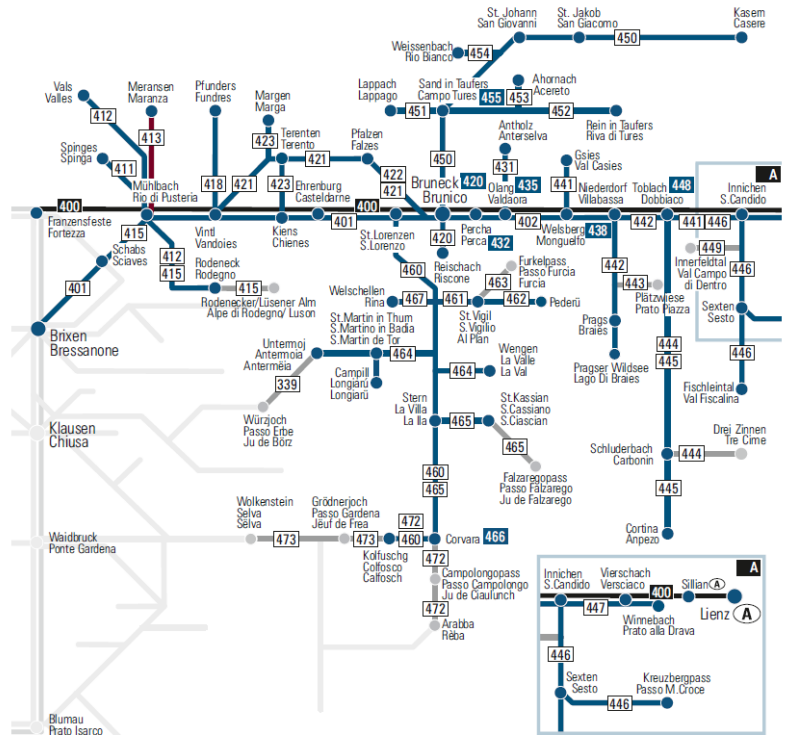 St. Johann
San Giovanni
St. Jakob
San Giacomo
Kasern
Casere
450
Weissenbach
Rio Bianco
454
Vals
Valles
Meransen
Maranza
Pfunders
Fundres
Margen
Marga
Lappach
Lappago
Sand in Taufers
Campo Tures
455
Ahornach
Acereto
453
451
452
Rein in Taufers
Riva di Tures
412
413
Spinges
Spinga
411
423
Terenten
Terento
421
Pfalzen
Falzes
Antholz
Anterselva
431
Gsies
Val Casies
441
450
422
421
418
421
423
Mühlbach
Rio di Pusteria
Ehrenburg
Casteldarne
Bruneck
Brunico
420
Olang
Valdaora
435
Niederdorf
Villabassa
Toblach
Dobbiaco
448
A
Innichen
S.Candido
400
400
Franzensfeste
Fortezza
401
402
442
441
446
415
Vintl
Vandoies
Kiens
Chienes
St.Lorenzen
S.Lorenzo
420
Percha
Perca
432
Welsberg
Monguelfo
438
449
Innerfeldtal
Val Campo
di Dentro
446
Schabs
Sciaves
412
415
Rodeneck
Rodegno
415
Rodenecker/Lüsener Alm
Alpe di Rodegno/ Luson
401
Brixen
Bressanone
460
Reischach
Riscone
Furkelpass
Passo Furcia
Furcia
463
442
443
Plätzwiese
Prato Piazza
Welschellen
Rina
467
461
462
Pederü
St.Vigil
S.Vigilio
Al Plan
Prags
Braies
Sexten
Sesto
St.Martin in Thurn
S.Martino in Badia
S.Martin de Tor
Untermoj
Antermoia
Antermëia
464
Wengen
La Valle
La Val
464
444
445
Pragser Wildsee
Lago Di Braies
446
Fischleintal
Val Fiscalina
339
Campill
Longiarù
Longiarü
Würzjoch
Passo Erbe
Ju de Börz
Stern
La Villa
La Ila
St.Kassian
S.Cassiano
S.Ciascian
465
465
Klausen
Chiusa
Drei Zinnen
Tre Cime
Schluderbach
Carbonin
444
460
465
Falzaregopass
Passo Falzarego
Ju de Falzarego
445
Wolkenstein
Selva
Sëlva
Grödnerjoch
Passo Gardena
Jëuf de Frea
472
473
473
460
Corvara
466
Kolfuschg
Colfosco
Calfosch
Cortina
Anpezo
Waidbruck
Ponte Gardena
472
Campolongopass
Passo Campolongo
Ju de Ciaulunch
472
Arabba
Rèba
A
Innichen
S.Candido
Vierschach
Versciaco
400
Sillian
A
447
Winnebach
Prato alla Drava
Lienz
A
446
Sexten
Sesto
Kreuzbergpass
Passo M.Croce
446
Blumau
Prato Isarco